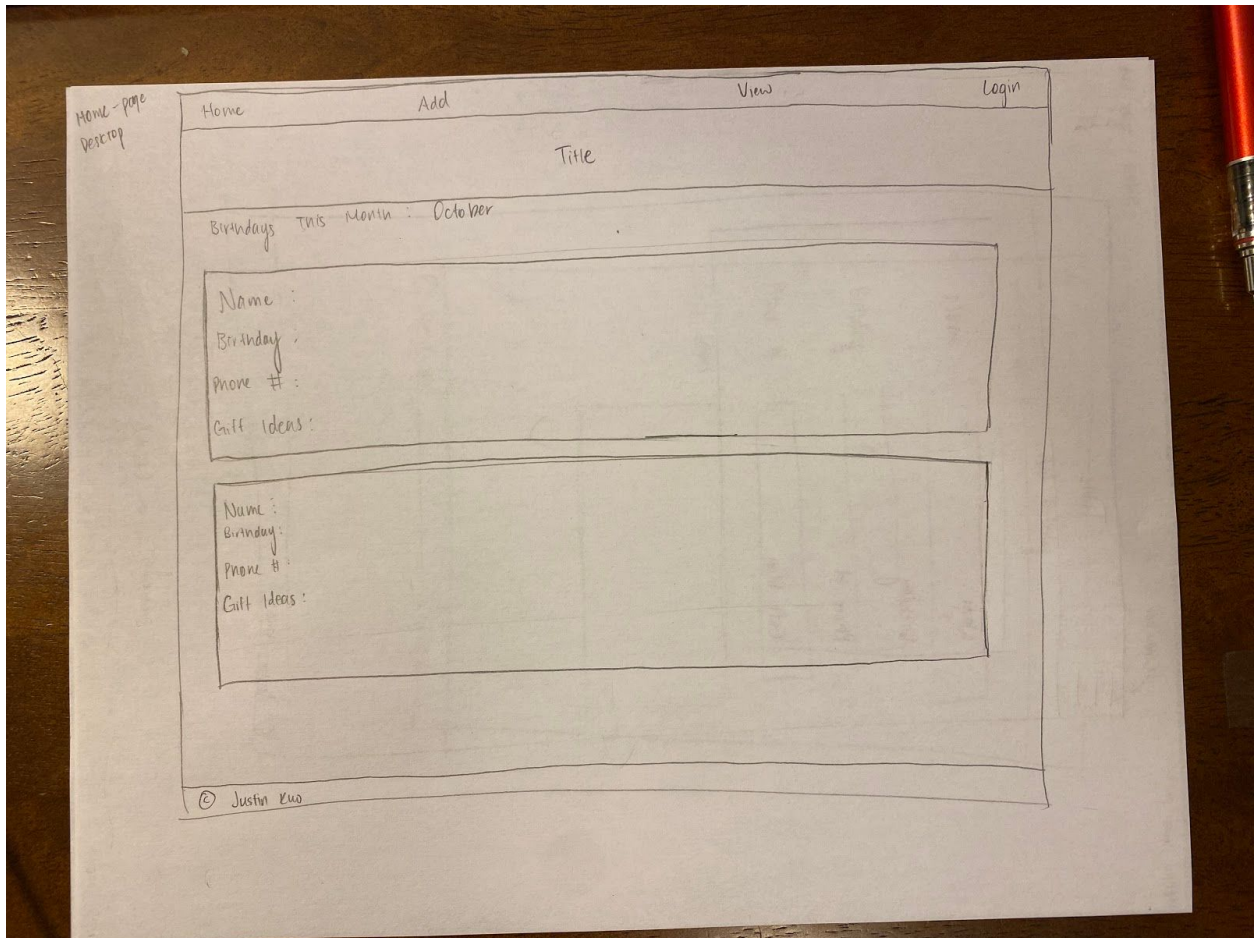 Home-page
Desktop
Home Add View Login
Title
Birthdays This Month : October
Name :
Birthday :
Phone # :
Gift Ideas :
Name :
Birthday :
Phone # :
Gift Ideas :
© Justin Kuo